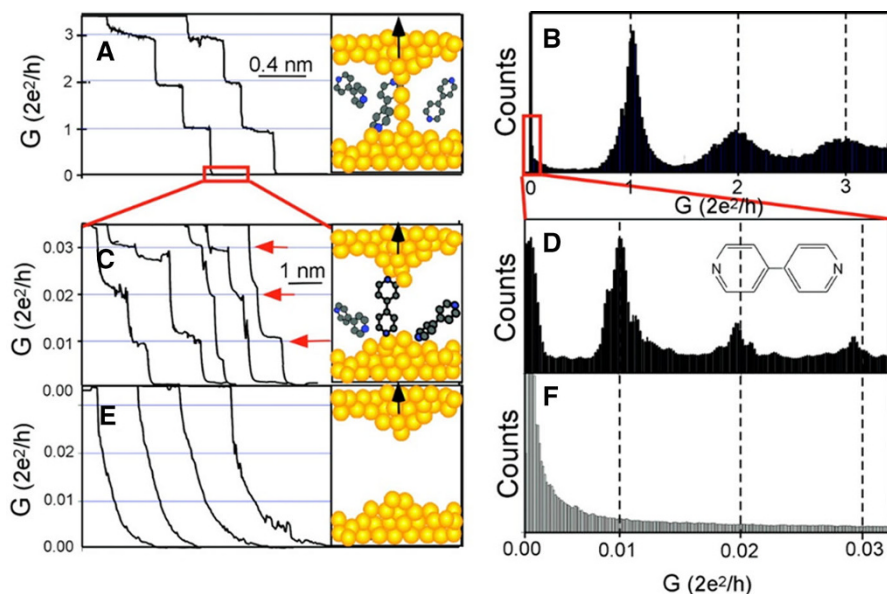 A
G (2e²/h)
3
2
1
0
0.4 nm
B
Counts
0
1
2
3
G (2e²/h)
C
G (2e²/h)
0.03
0.02
0.01
0.00
1 nm
D
Counts
N
N
E
G (2e²/h)
0.02
0.01
0.00
F
Counts
0.00
0.01
0.02
0.03
G (2e²/h)